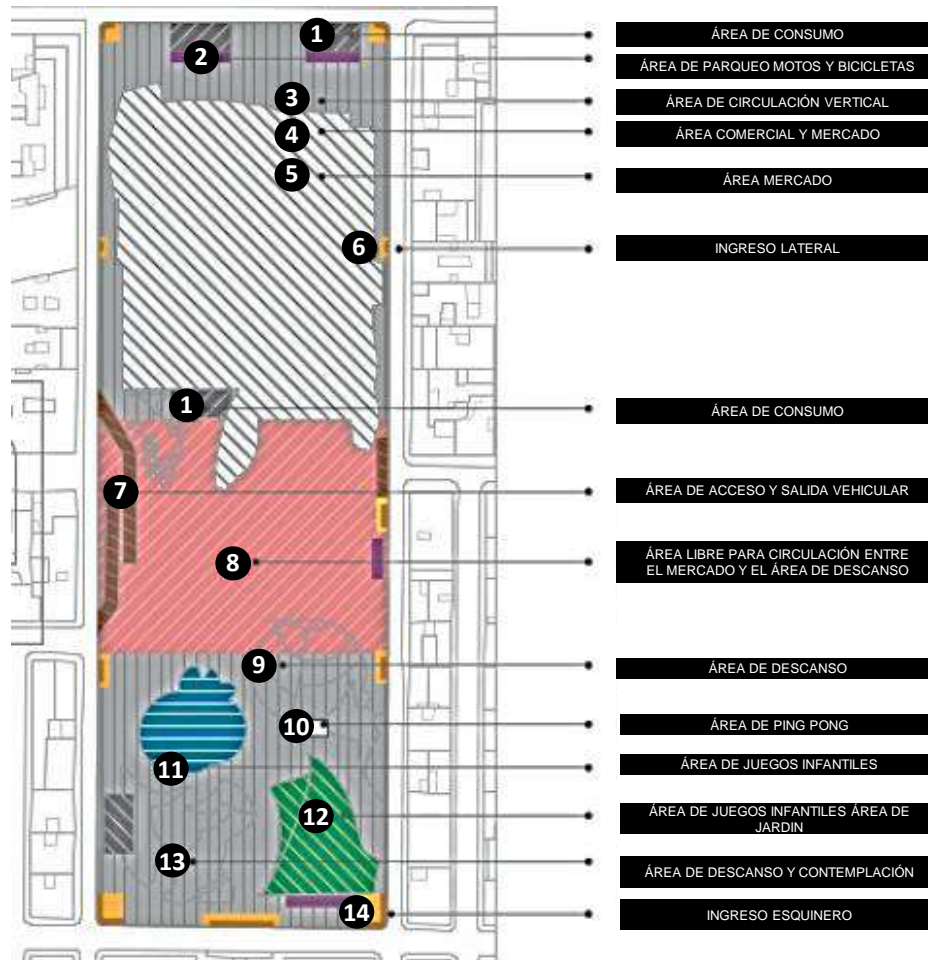 1 ÁREA DE CONSUMO
2 ÁREA DE PARQUEO MOTOS Y BICICLETAS
3 ÁREA DE CIRCULACIÓN VERTICAL
4 ÁREA COMERCIAL Y MERCADO
5 ÁREA MERCADO
6 INGRESO LATERAL
1 ÁREA DE CONSUMO
7 ÁREA DE ACCESO Y SALIDA VEHICULAR
8 ÁREA LIBRE PARA CIRCULACIÓN ENTRE
EL MERCADO Y EL ÁREA DE DESCANSO
9 ÁREA DE DESCANSO
10 ÁREA DE PING PONG
11 ÁREA DE JUEGOS INFANTILES
12 ÁREA DE JUEGOS INFANTILES ÁREA DE
JARDIN
13 ÁREA DE DESCANSO Y CONTEMPLACIÓN
14 INGRESO ESQUINERO